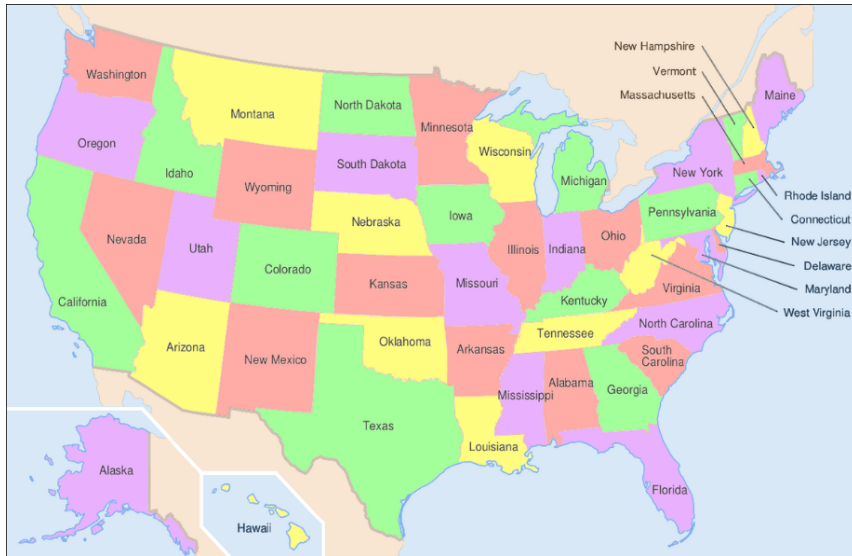 New Hampshire
Vermont
Massachusetts
Washington
Montana
North Dakota
Minnesota
Maine
Oregon
Idaho
Wyoming
South Dakota
Wisconsin
Michigan
New York
Rhode Island
Connecticut
New Jersey
Delaware
Maryland
West Virginia
Nevada
Utah
Colorado
Nebraska
Iowa
Illinois
Indiana
Ohio
Pennsylvania
California
Kansas
Missouri
Kentucky
Virginia
Arizona
New Mexico
Oklahoma
Arkansas
Tennessee
North Carolina
South
Carolina
Texas
Louisiana
Mississippi
Alabama
Georgia
Florida
Alaska
Hawaii